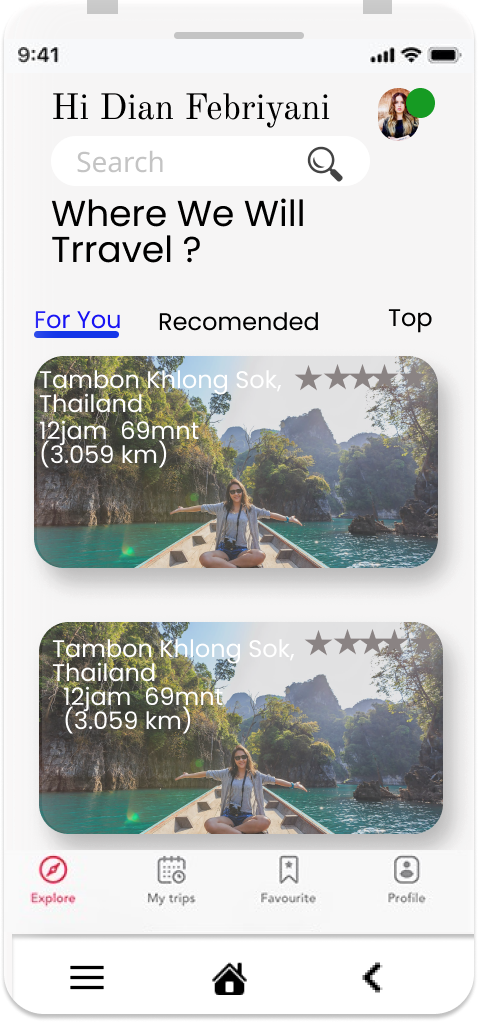 9:41
Hi Dian Febriyani
Search
Where We Will
Trravel ?
For You Recomended Top
Tambon Khlong Sok,
Thailand
12jam 69mnt
(3.059 km)
Tambon Khlong Sok,
Thailand
12jam 69mnt
(3.059 km)
Explore My trips Favourite Profile